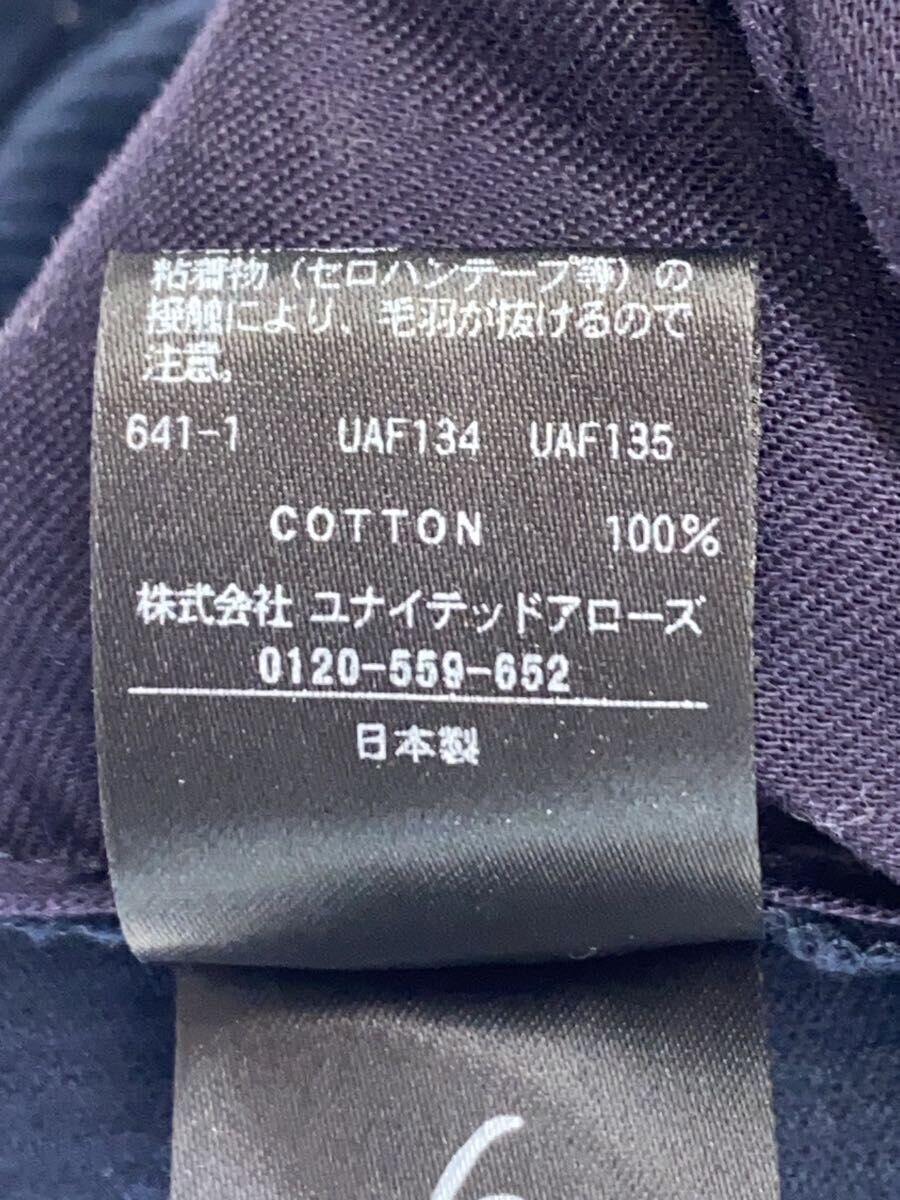 粘着物(セロハンテープ等)の
接触により、毛羽が抜けるので
注意。
641-1 UAF134 UAF135
COTTON 100%
株式会社 ユナイテッドアローズ
0120-559-652
日本製